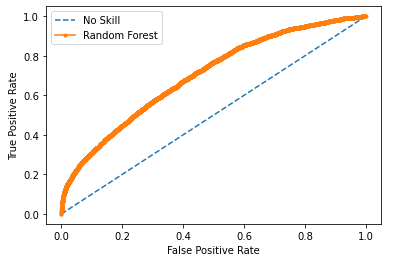 No Skill
Random Forest
True Positive Rate
1.0
0.8
0.6
0.4
0.2
0.0
0.0 0.2 0.4 0.6 0.8 1.0
False Positive Rate